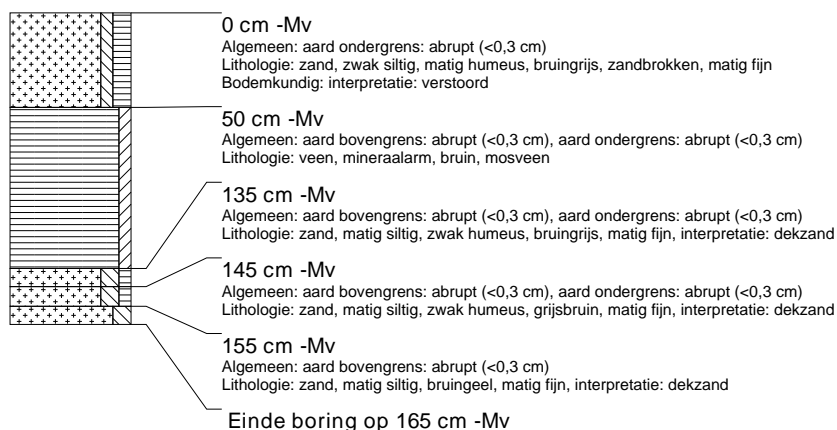 0 cm -Mv
Algemeen: aard ondergrens: abrupt (<0,3 cm)
Lithologie: zand, zwak siltig, matig humeus, bruingrijs, zandbrokken, matig fijn
Bodemkundig: interpretatie: verstoord
50 cm -Mv
Algemeen: aard bovengrens: abrupt (<0,3 cm), aard ondergrens: abrupt (<0,3 cm)
Lithologie: veen, mineraalarm, bruin, mosveen
135 cm -Mv
Algemeen: aard bovengrens: abrupt (<0,3 cm), aard ondergrens: abrupt (<0,3 cm)
Lithologie: zand, matig siltig, zwak humeus, bruingrijs, matig fijn, interpretatie: dekzand
145 cm -Mv
Algemeen: aard bovengrens: abrupt (<0,3 cm), aard ondergrens: abrupt (<0,3 cm)
Lithologie: zand, matig siltig, zwak humeus, grijsbruin, matig fijn, interpretatie: dekzand
155 cm -Mv
Algemeen: aard bovengrens: abrupt (<0,3 cm)
Lithologie: zand, matig siltig, bruingeel, matig fijn, interpretatie: dekzand
Einde boring op 165 cm -Mv